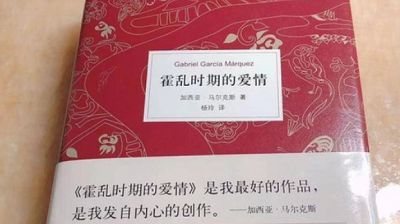 Gabriel García Márquez
霍乱时期的爱情
加西亚·马尔克斯 著
杨玲 译
《霍乱时期的爱情》是我最好的作品，
是我发自内心的创作。——加西亚·马尔克斯